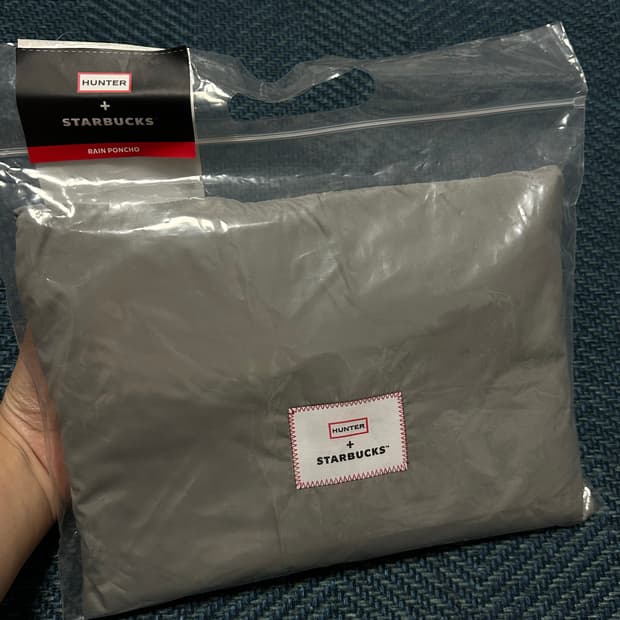 HUNTER
+
STARBUCKS
RAIN PONCHO
HUNTER
+
STARBUCKS™